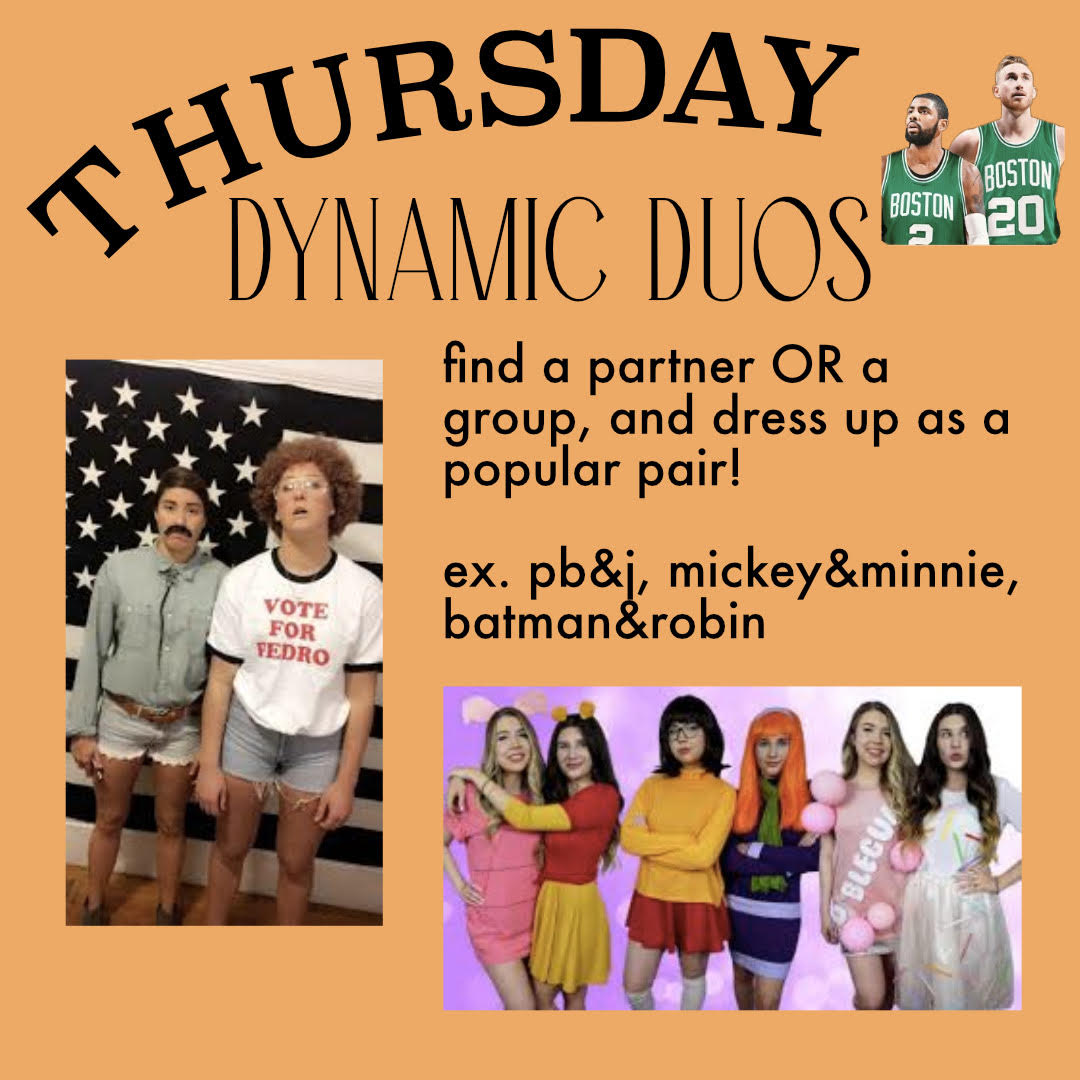 THURSDAY
DYNAMIC DUOS
BOSTON
20
BOSTON
2
find a partner OR a
group, and dress up as a
popular pair!
ex. pb&j, mickey&minnie,
batman&robin
VOTE
FOR
PEDRO